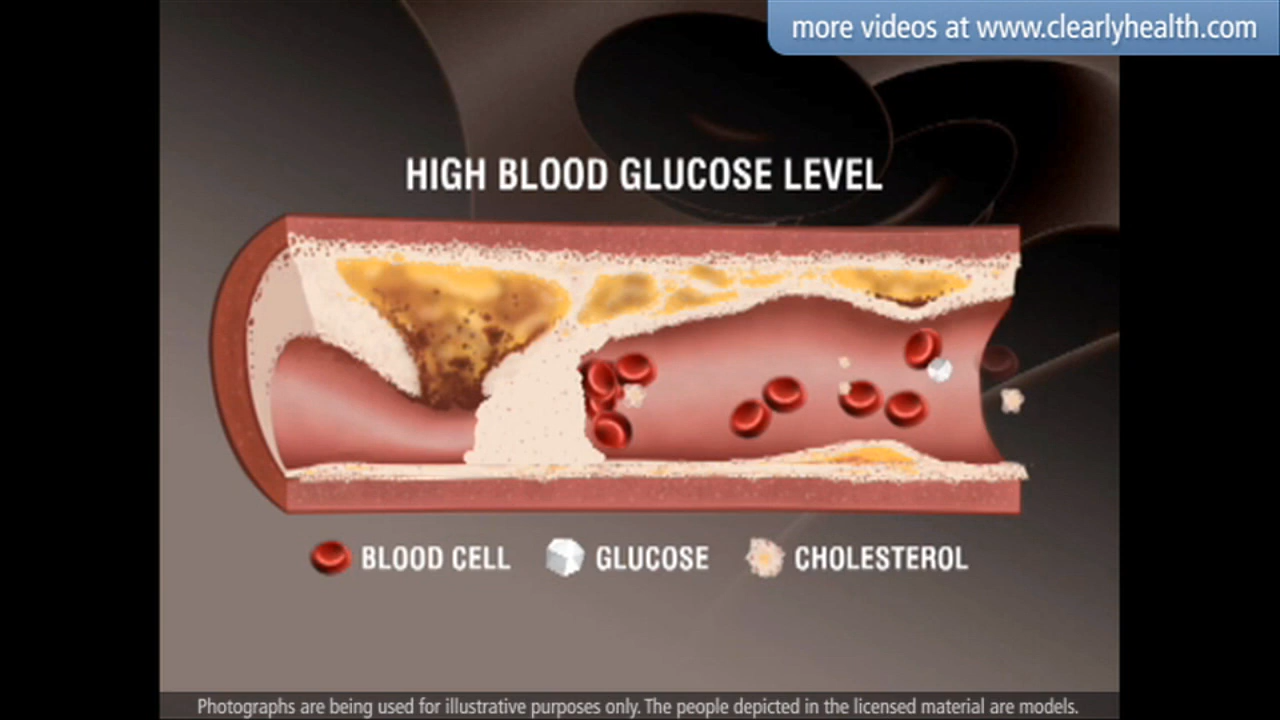 more videos at www.clearlyhealth.com
HIGH BLOOD GLUCOSE LEVEL
BLOOD CELL GLUCOSE CHOLESTEROL
Photographs are being used for illustrative purposes only. The people depicted in the licensed material are models.